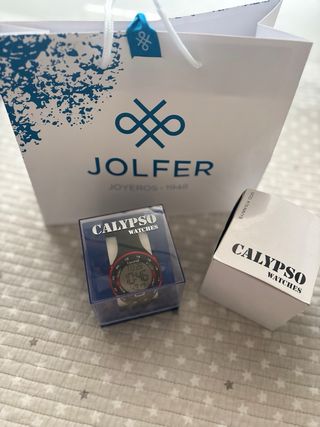 JOLFER
JOYEROS · 1948
CALYPSO
WATCHES
CALYPSO
WATCHES